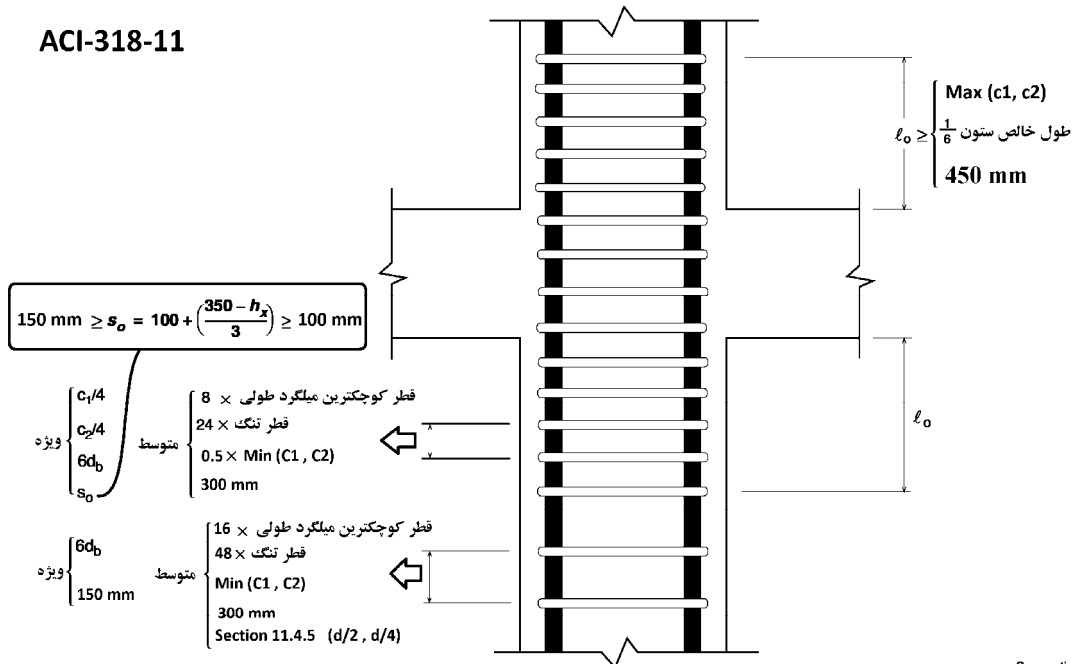 ACI-318-11
Max (c1, c2)
ℓo ≥ 1/6 طول خالص ستون
450 mm
150 mm ≥ so = 100 + (350 – hx / 3) ≥ 100 mm
ویژه
c1/4
c2/4
6db
so
متوسط
8 × قطر کوچکترین میلگرد طولی
24 × قطر تنگ
0.5 × Min (C1 , C2)
300 mm
ℓo
ویژه
6db
150 mm
متوسط
16 × قطر کوچکترین میلگرد طولی
48 × قطر تنگ
Min (C1 , C2)
300 mm
Section 11.4.5 (d/2 , d/4)